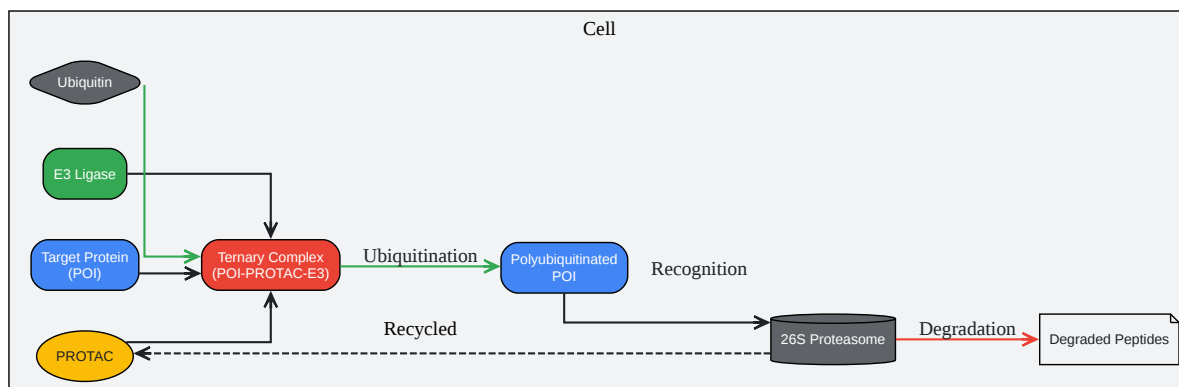 Cell
Ubiquitin
E3 Ligase
Target Protein
(POI)
Ternary Complex
(POI-PROTAC-E3)
Ubiquitination
Polyubiquitinated
POI
Recognition
Recycled
PROTAC
26S Proteasome
Degradation
Degraded Peptides